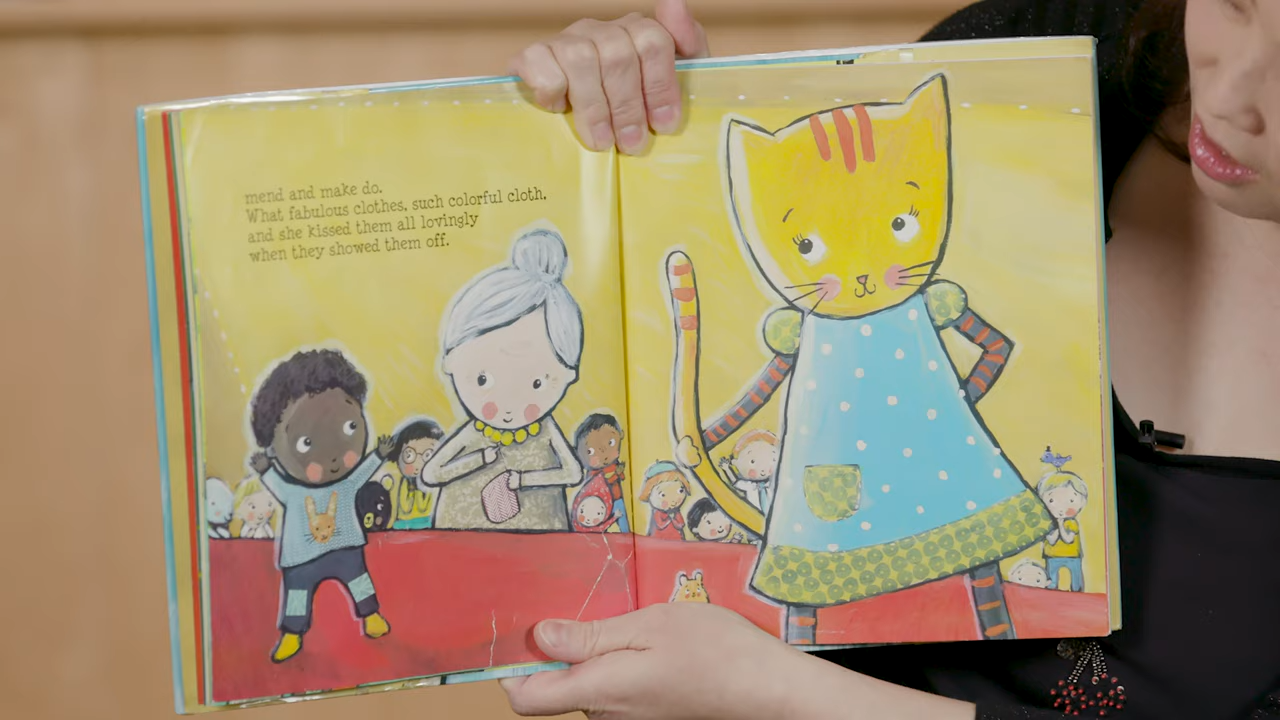 mend and make do.
What fabulous clothes, such colorful cloth,
and she kissed them all lovingly
when they showed them off.